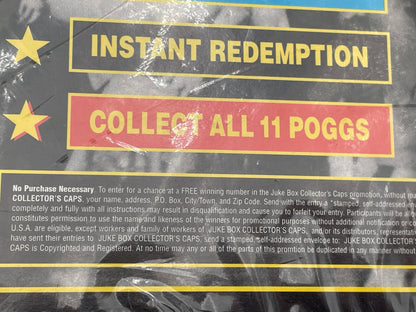 INSTANT REDEMPTION
COLLECT ALL 11 POGGS
No Purchase Necessary. To enter for a chance at a FREE winning number in the Juke Box Collector's Caps promotion, without
COLLECTOR'S CAPS, your name, address, P.O. Box, City/Town, and Zip Code. Send with the entry a "stamped, self-addressed
completely and fully with all instructions may result in disqualification and cause you to forfeit your entry. Participants will be
constitutes permission to use the name and likeness of the winners for promotional purposes without additional notification or
U.S.A. are eligible, except workers and family of workers of JUKE BOX COLLECTOR'S CAPS, and/or its distributors,
have sent their entries to JUKE BOX COLLECTOR'S CAPS, send a stamped, self-addressed envelope to: JUKE BOX COLLECTOR'S
CAPS is Copyrighted and Registered. At no time may any or all of the parts of this promtion be dublicated in any manner without